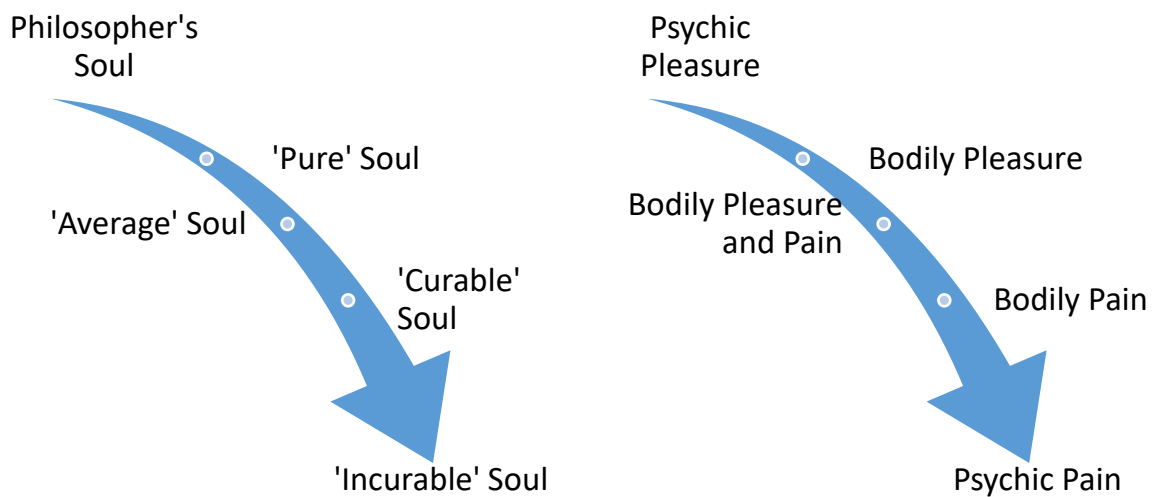 Philosopher's
Soul
'Pure' Soul
'Average' Soul
'Curable'
Soul
'Incurable' Soul
Psychic
Pleasure
Bodily Pleasure
Bodily Pleasure
and Pain
Bodily Pain
Psychic Pain